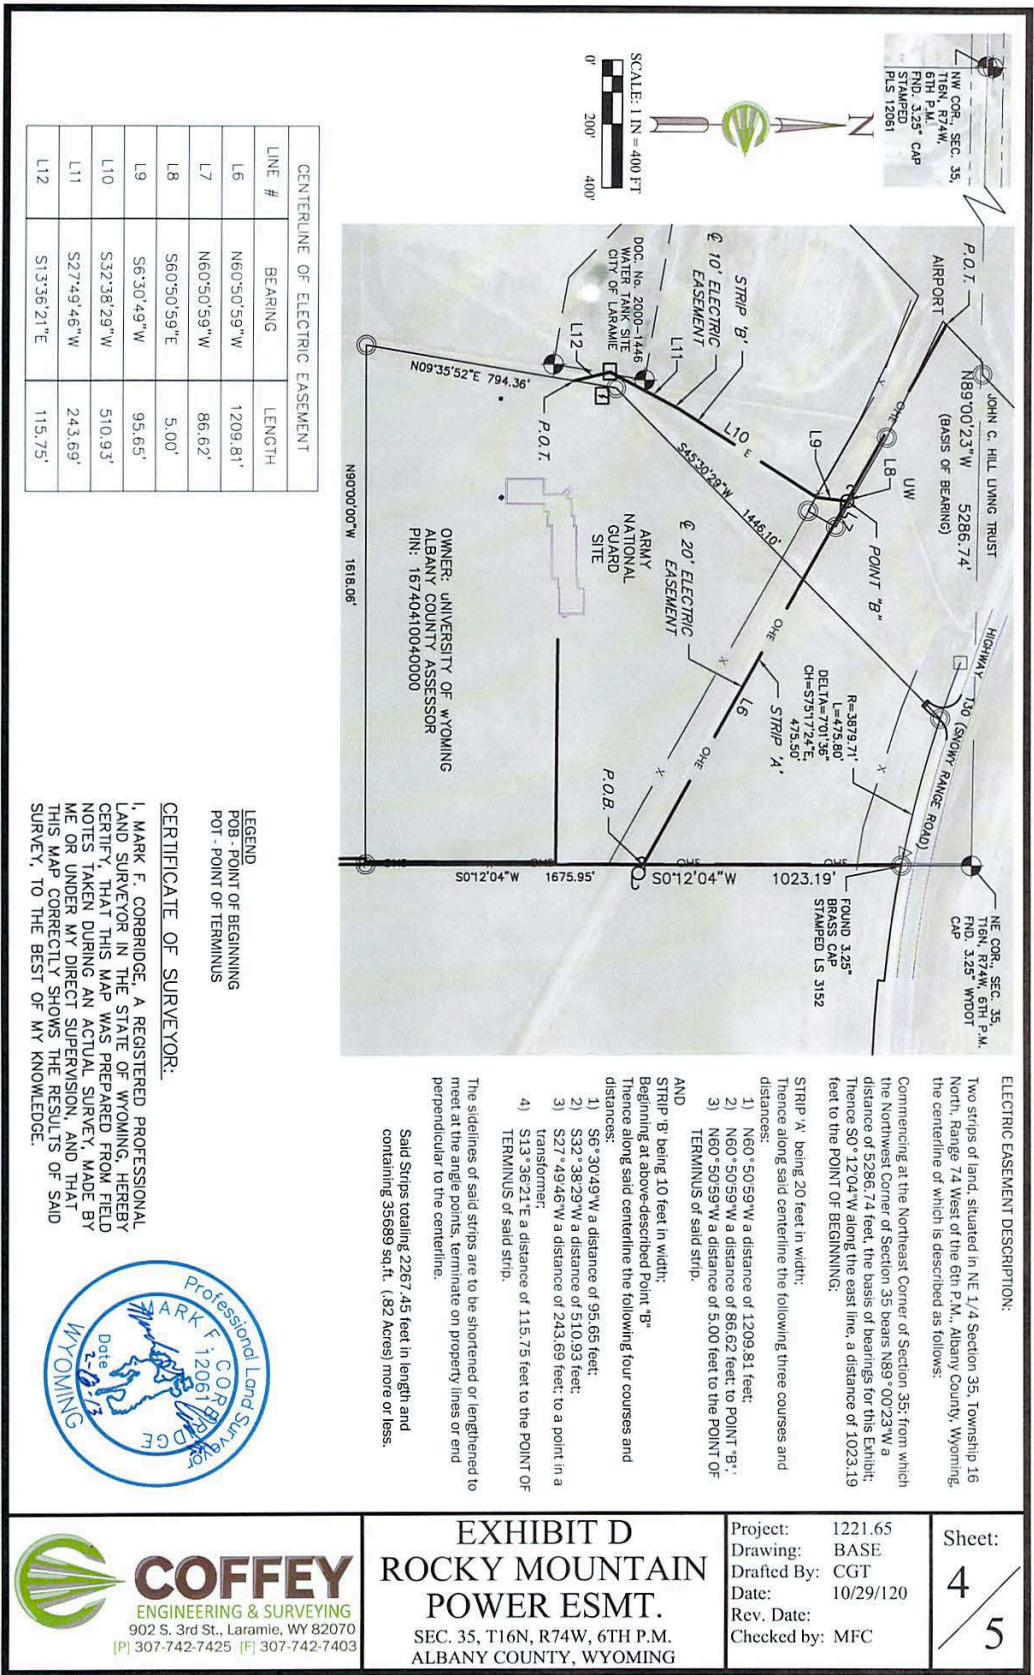 NW COR., SEC. 35,
T16N, R74W,
6TH P.M.
FND. 3.25" CAP
STAMPED
PLS 12061
N
SCALE: 1 IN = 400 FT
0' 200' 400'
P.O.T.
AIRPORT
JOHN C. HILL LIVING TRUST
N89°00'23"W 5286.74'
(BASIS OF BEARING)
HIGHWAY 130 (SNOWY RANGE ROAD)
NE COR., SEC. 35,
T16N, R74W, 6TH P.M.
FND. 3.25" WYDOT
CAP
OHE
UW
L8
L7
L9
POINT "B"
STRIP 'B'
℄ 10' ELECTRIC
EASEMENT
DOC. No. 2000-1446
WATER TANK SITE
CITY OF LARAMIE
L10
E
L11
L12
S45°30'29"W 1446.10'
R=3879.71'
L=475.80'
DELTA=7°01'36"
CH=S75°17'24"E,
475.50'
FOUND 3.25"
BRASS CAP
STAMPED LS 3152
STRIP 'A'
OHE
X
L6
℄ 20' ELECTRIC
EASEMENT
ARMY
NATIONAL
GUARD
SITE
P.O.T.
P.O.B.
OHE
X
X
X
N09°35'52"E 794.36'
OHE
S0°12'04"W 1023.19'
OHE
S0°12'04"W 1675.95'
OHE
OWNER: uNIVERSITY OF wYOMING
ALBANY COUNTY ASSESSOR
PIN: 16740410040000
N90°00'00"W 1618.06'
CENTERLINE OF ELECTRIC EASEMENT
LINE # BEARING LENGTH
L6 N60°50'59"W 1209.81'
L7 N60°50'59"W 86.62'
L8 S60°50'59"E 5.00'
L9 S6°30'49"W 95.65'
L10 S32°38'29"W 510.93'
L11 S27°49'46"W 243.69'
L12 S13°36'21"E 115.75'
LEGEND
POB - POINT OF BEGINNING
POT - POINT OF TERMINUS
CERTIFICATE OF SURVEYOR:
I, MARK F. CORBRIDGE, A REGISTERED PROFESSIONAL
LAND SURVEYOR IN THE STATE OF WYOMING, HEREBY
CERTIFY, THAT THIS MAP WAS PREPARED FROM FIELD
NOTES TAKEN DURING AN ACTUAL SURVEY, MADE BY
ME OR UNDER MY DIRECT SUPERVISION, AND THAT
THIS MAP CORRECTLY SHOWS THE RESULTS OF SAID
SURVEY, TO THE BEST OF MY KNOWLEDGE.
ELECTRIC EASEMENT DESCRIPTION:
Two strips of land, situated in NE 1/4 Section 35, Township 16
North, Range 74 West of the 6th P.M., Albany County, Wyoming,
the centerline of which is described as follows:
Commencing at the Northeast Corner of Section 35; from which
the Northwest Corner of Section 35 bears N89°00'23"W a
distance of 5286.74 feet, the basis of bearings for this Exhibit;
Thence S0°12'04"W along the east line, a distance of 1023.19
feet to the POINT OF BEGINNING;
STRIP 'A' being 20 feet in width;
Thence along said centerline the following three courses and
distances:
1) N60°50'59"W a distance of 1209.81 feet;
2) N60°50'59"W a distance of 86.62 feet; to POINT "B";
3) N60°50'59"W a distance of 5.00 feet to the POINT OF
TERMINUS of said strip.
AND
STRIP 'B' being 10 feet in width;
Beginning at above-described Point "B"
Thence along said centerline the following four courses and
distances:
1) S6°30'49"W a distance of 95.65 feet;
2) S32°38'29"W a distance of 510.93 feet;
3) S27°49'46"W a distance of 243.69 feet; to a point in a
transformer;
4) S13°36'21"E a distance of 115.75 feet to the POINT OF
TERMINUS of said strip.
The sidelines of said strips are to be shortened or lengthened to
meet at the angle points, terminate on property lines or end
perpendicular to the centerline.
Said Strips totaling 2267.45 feet in length and
containing 35689 sq.ft. (.82 Acres) more or less.
Professional Land Surveyor
MARK F. CORBRIDGE
12061
Date
WYOMING
COFFEY
ENGINEERING & SURVEYING
902 S. 3rd St., Laramie, WY 82070
[P] 307-742-7425 [F] 307-742-7403
EXHIBIT D
ROCKY MOUNTAIN
POWER ESMT.
SEC. 35, T16N, R74W, 6TH P.M.
ALBANY COUNTY, WYOMING
Project: 1221.65
Drawing: BASE
Drafted By: CGT
Date: 10/29/120
Rev. Date:
Checked by: MFC
Sheet:
4/5